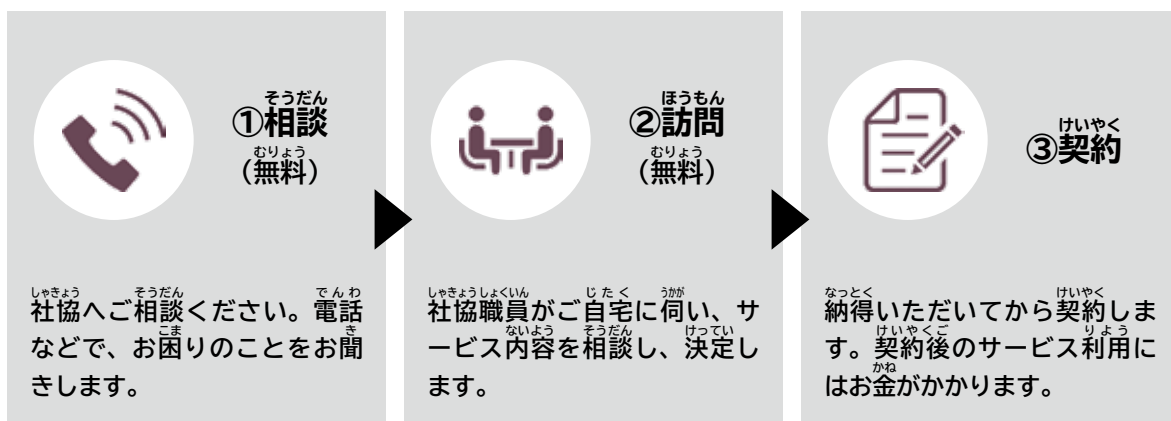 そうだん
①相談
むりょう
（無料）
しゃきょう そうだん でんわ
社協へご相談ください。電話
こま き
などで、お困りのことをお聞
きします。
ほうもん
②訪問
むりょう
（無料）
しゃきょうしょくいん じたく うかが
社協職員がご自宅に伺い、サ
ないよう そうだん けってい
ービス内容を相談し、決定し
ます。
けいやく
③契約
なっとく けいやく
納得いただいてから契約しま
けいやくご りよう
す。契約後のサービス利用に
かね
はお金がかかります。